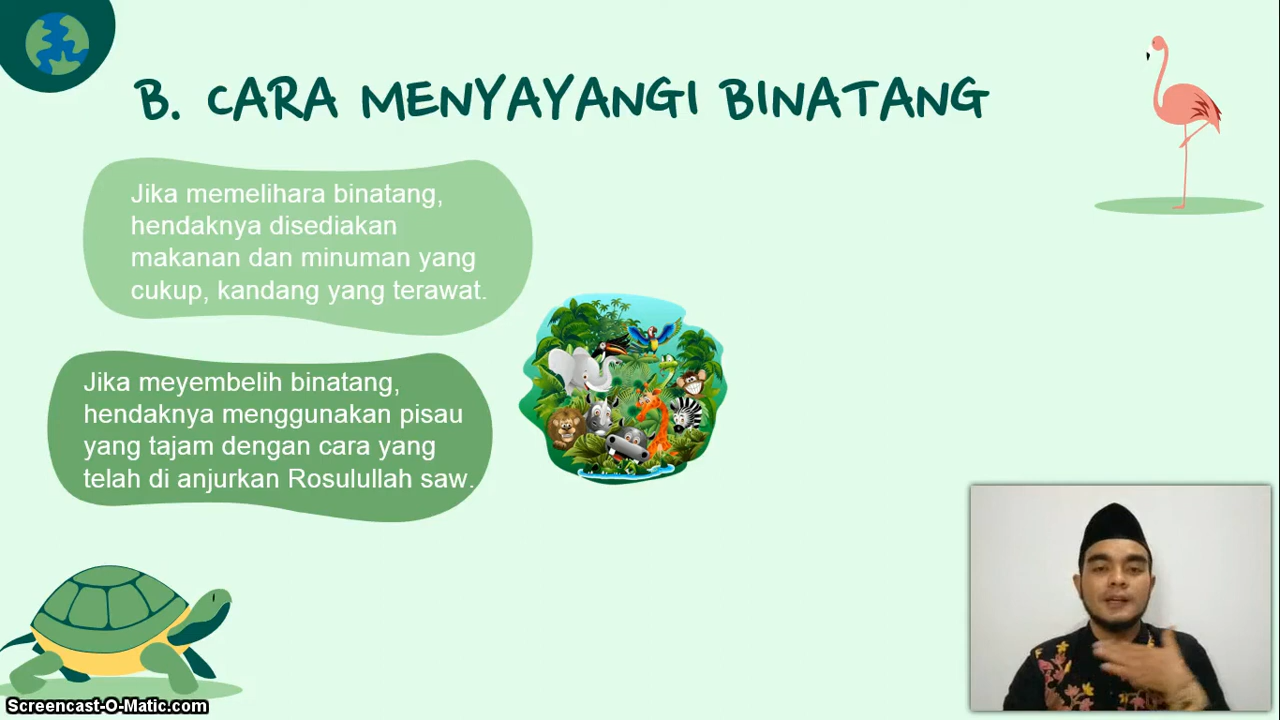 B. CARA MENYAYANGI BINATANG
Jika memelihara binatang,
hendaknya disediakan
makanan dan minuman yang
cukup, kandang yang terawat.
Jika meyembelih binatang,
hendaknya menggunakan pisau
yang tajam dengan cara yang
telah di anjurkan Rosulullah saw.
Screencast-O-Matic.com